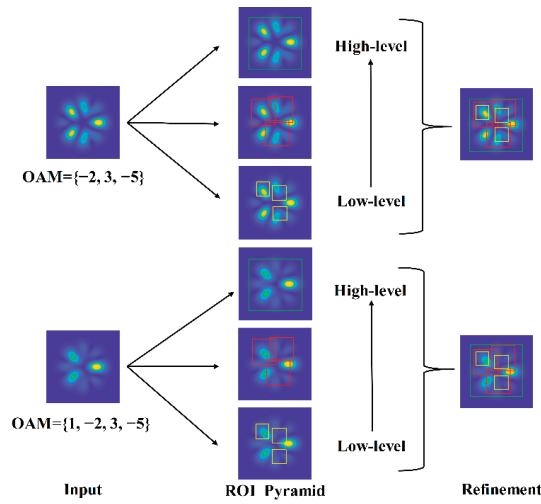 High-level
OAM={−2, 3, −5}
Low-level
High-level
OAM={1, −2, 3, −5}
Low-level
Input
ROI Pyramid
Refinement